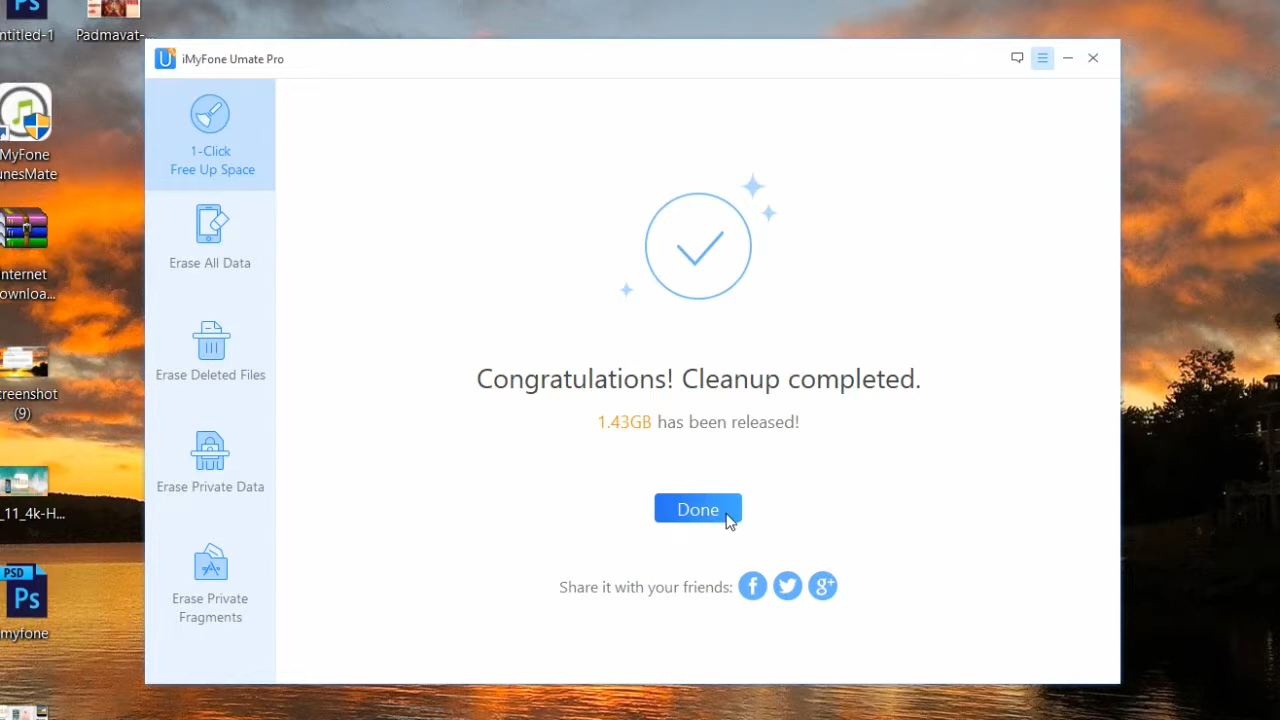 ntitled-1
Padmavat-...
iMyFone Umate Pro
MyFone
unesMate
nternet
ownloa...
creenshot
(9)
_11_4k-H...
PSD
Ps
myfone
Ps
U
1-Click
Free Up Space
Erase All Data
Erase Deleted Files
Erase Private Data
Erase Private
Fragments
Congratulations! Cleanup completed.
1.43GB has been released!
Done
Share it with your friends: f g+